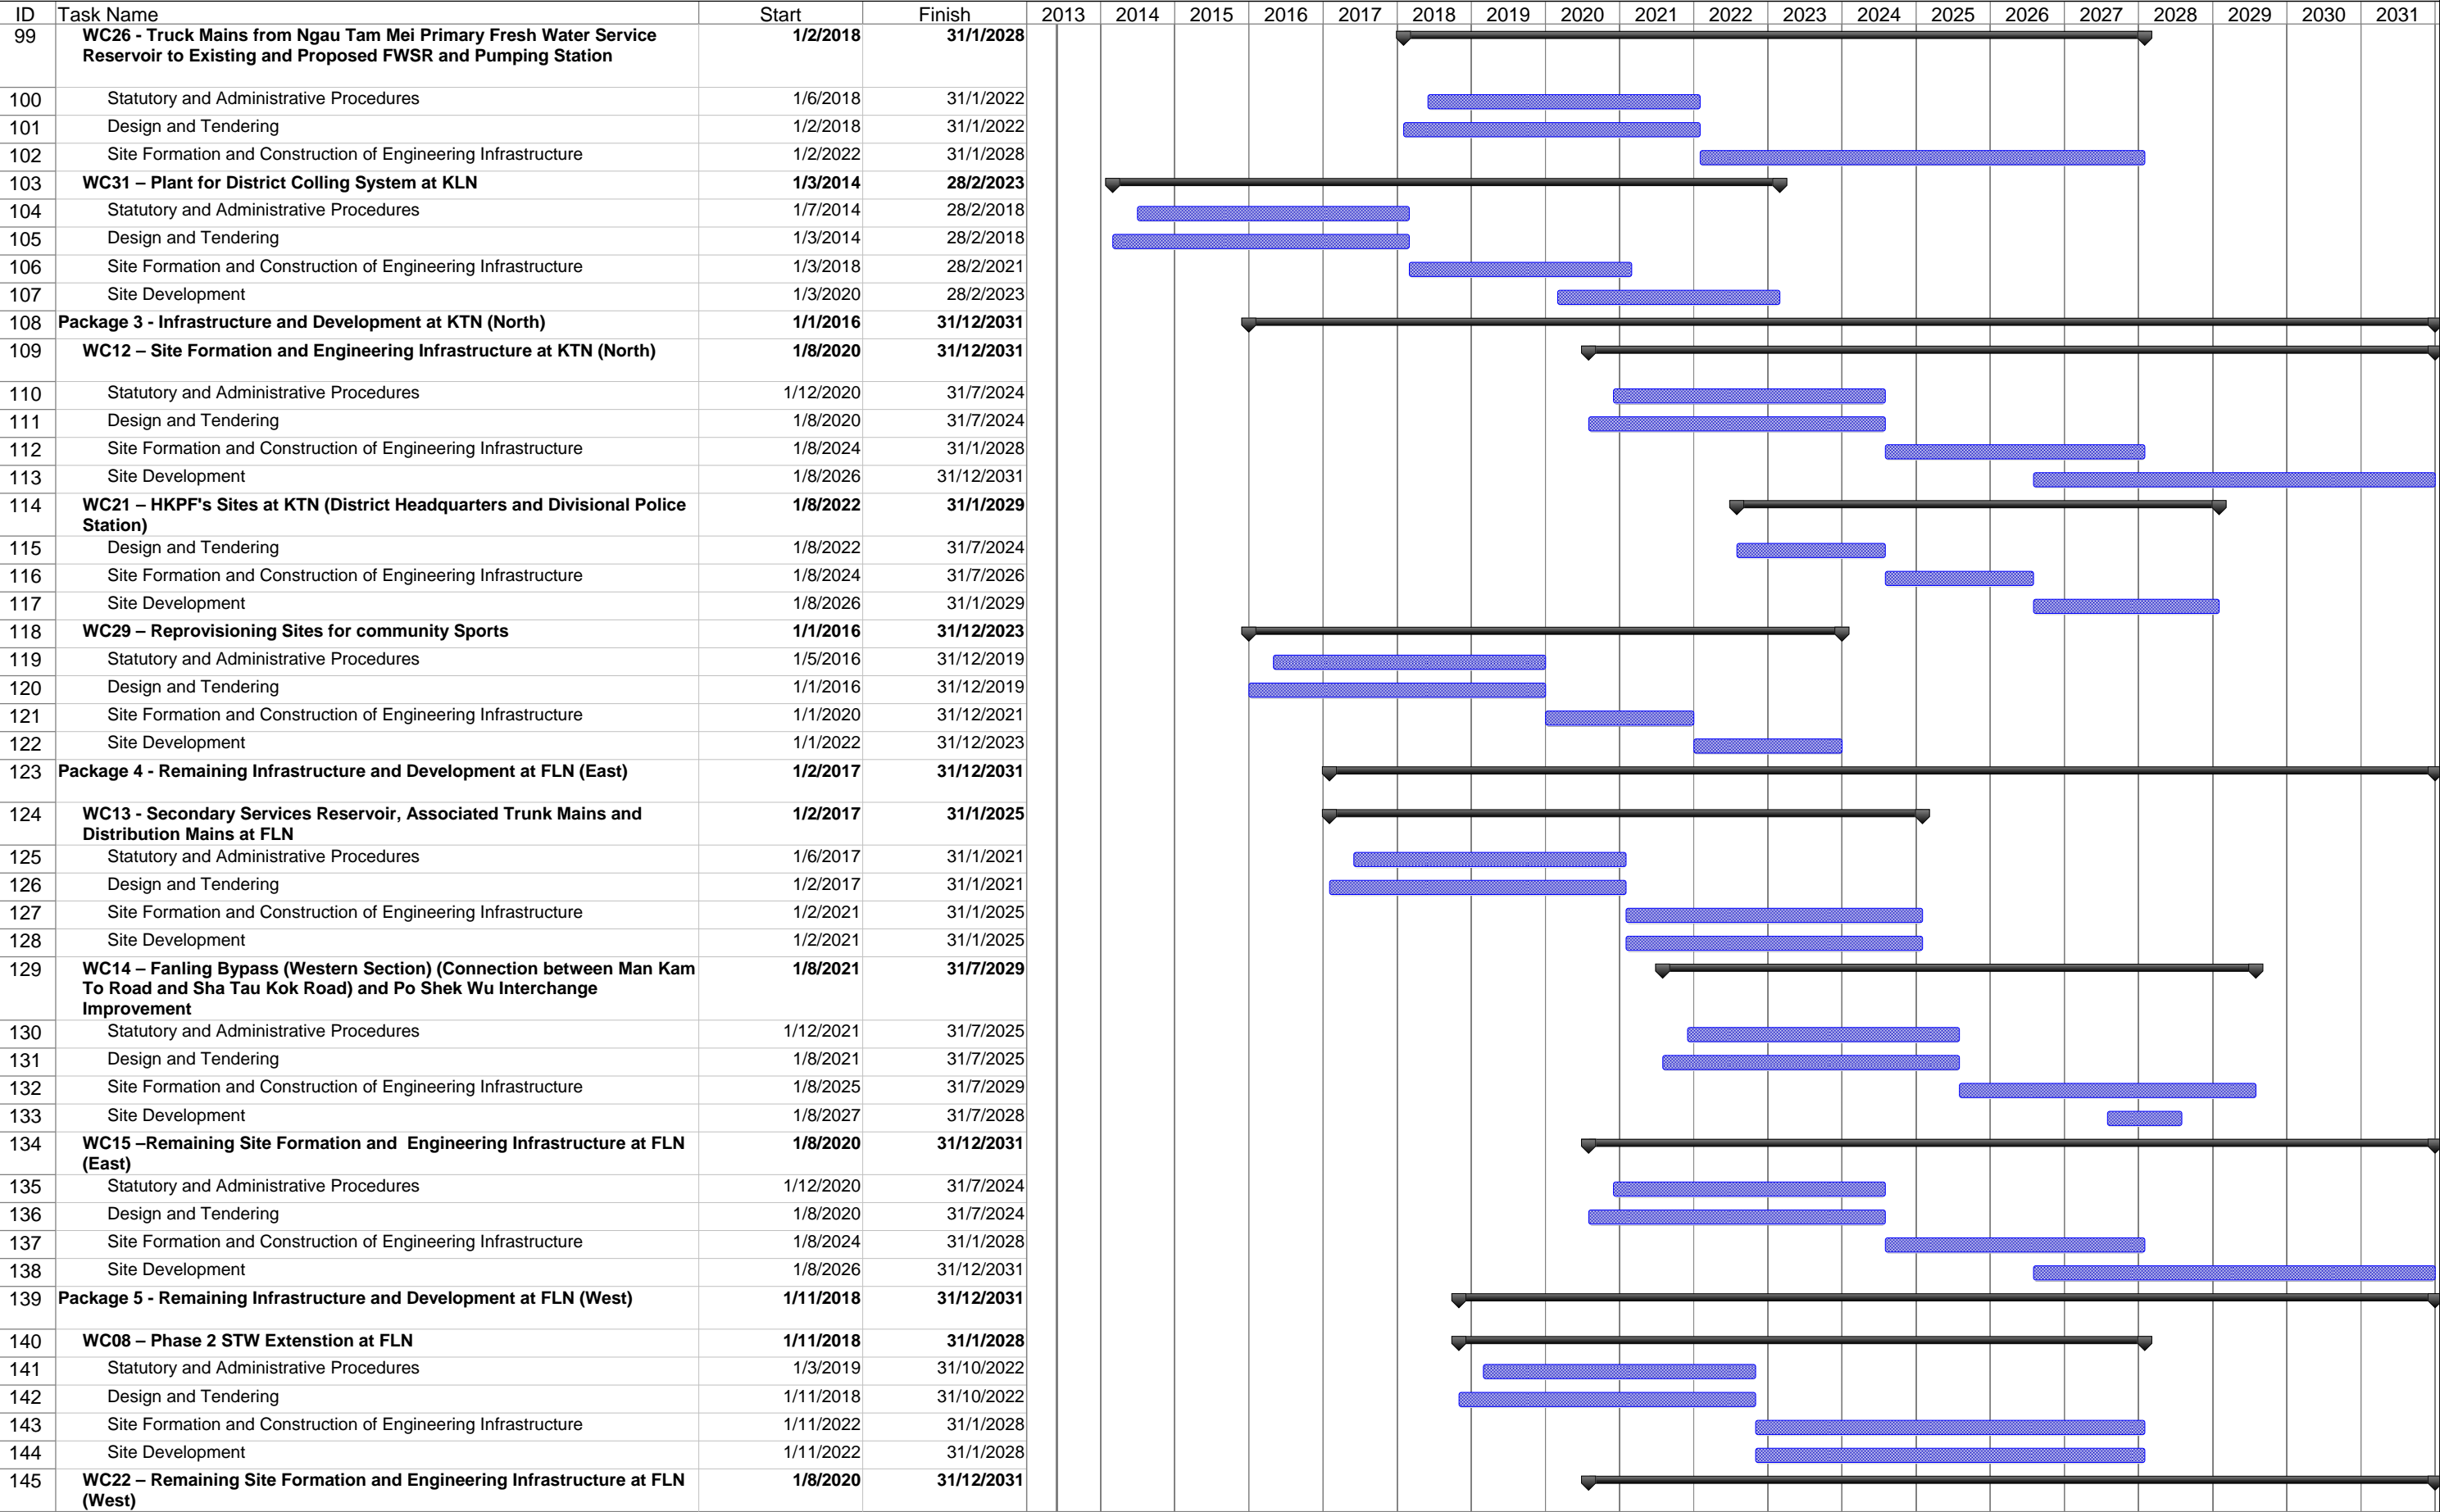 ID Task Name Start Finish 2013 2014 2015 2016 2017 2018 2019 2020 2021 2022 2023 2024 2025 2026 2027 2028 2029 2030 2031
99 WC26 - Truck Mains from Ngau Tam Mei Primary Fresh Water Service 1/2/2018 31/1/2028
Reservoir to Existing and Proposed FWSR and Pumping Station
100 Statutory and Administrative Procedures 1/6/2018 31/1/2022
101 Design and Tendering 1/2/2018 31/1/2022
102 Site Formation and Construction of Engineering Infrastructure 1/2/2022 31/1/2028
103 WC31 – Plant for District Colling System at KLN 1/3/2014 28/2/2023
104 Statutory and Administrative Procedures 1/7/2014 28/2/2018
105 Design and Tendering 1/3/2014 28/2/2018
106 Site Formation and Construction of Engineering Infrastructure 1/3/2018 28/2/2021
107 Site Development 1/3/2020 28/2/2023
108 Package 3 - Infrastructure and Development at KTN (North) 1/1/2016 31/12/2031
109 WC12 – Site Formation and Engineering Infrastructure at KTN (North) 1/8/2020 31/12/2031
110 Statutory and Administrative Procedures 1/12/2020 31/7/2024
111 Design and Tendering 1/8/2020 31/7/2024
112 Site Formation and Construction of Engineering Infrastructure 1/8/2024 31/1/2028
113 Site Development 1/8/2026 31/12/2031
114 WC21 – HKPF's Sites at KTN (District Headquarters and Divisional Police 1/8/2022 31/1/2029
Station)
115 Design and Tendering 1/8/2022 31/7/2024
116 Site Formation and Construction of Engineering Infrastructure 1/8/2024 31/7/2026
117 Site Development 1/8/2026 31/1/2029
118 WC29 – Reprovisioning Sites for community Sports 1/1/2016 31/12/2023
119 Statutory and Administrative Procedures 1/5/2016 31/12/2019
120 Design and Tendering 1/1/2016 31/12/2019
121 Site Formation and Construction of Engineering Infrastructure 1/1/2020 31/12/2021
122 Site Development 1/1/2022 31/12/2023
123 Package 4 - Remaining Infrastructure and Development at FLN (East) 1/2/2017 31/12/2031
124 WC13 - Secondary Services Reservoir, Associated Trunk Mains and 1/2/2017 31/1/2025
Distribution Mains at FLN
125 Statutory and Administrative Procedures 1/6/2017 31/1/2021
126 Design and Tendering 1/2/2017 31/1/2021
127 Site Formation and Construction of Engineering Infrastructure 1/2/2021 31/1/2025
128 Site Development 1/2/2021 31/1/2025
129 WC14 – Fanling Bypass (Western Section) (Connection between Man Kam 1/8/2021 31/7/2029
To Road and Sha Tau Kok Road) and Po Shek Wu Interchange
Improvement
130 Statutory and Administrative Procedures 1/12/2021 31/7/2025
131 Design and Tendering 1/8/2021 31/7/2025
132 Site Formation and Construction of Engineering Infrastructure 1/8/2025 31/7/2029
133 Site Development 1/8/2027 31/7/2028
134 WC15 –Remaining Site Formation and Engineering Infrastructure at FLN 1/8/2020 31/12/2031
(East)
135 Statutory and Administrative Procedures 1/12/2020 31/7/2024
136 Design and Tendering 1/8/2020 31/7/2024
137 Site Formation and Construction of Engineering Infrastructure 1/8/2024 31/1/2028
138 Site Development 1/8/2026 31/12/2031
139 Package 5 - Remaining Infrastructure and Development at FLN (West) 1/11/2018 31/12/2031
140 WC08 – Phase 2 STW Extenstion at FLN 1/11/2018 31/1/2028
141 Statutory and Administrative Procedures 1/3/2019 31/10/2022
142 Design and Tendering 1/11/2018 31/10/2022
143 Site Formation and Construction of Engineering Infrastructure 1/11/2022 31/1/2028
144 Site Development 1/11/2022 31/1/2028
145 WC22 – Remaining Site Formation and Engineering Infrastructure at FLN 1/8/2020 31/12/2031
(West)